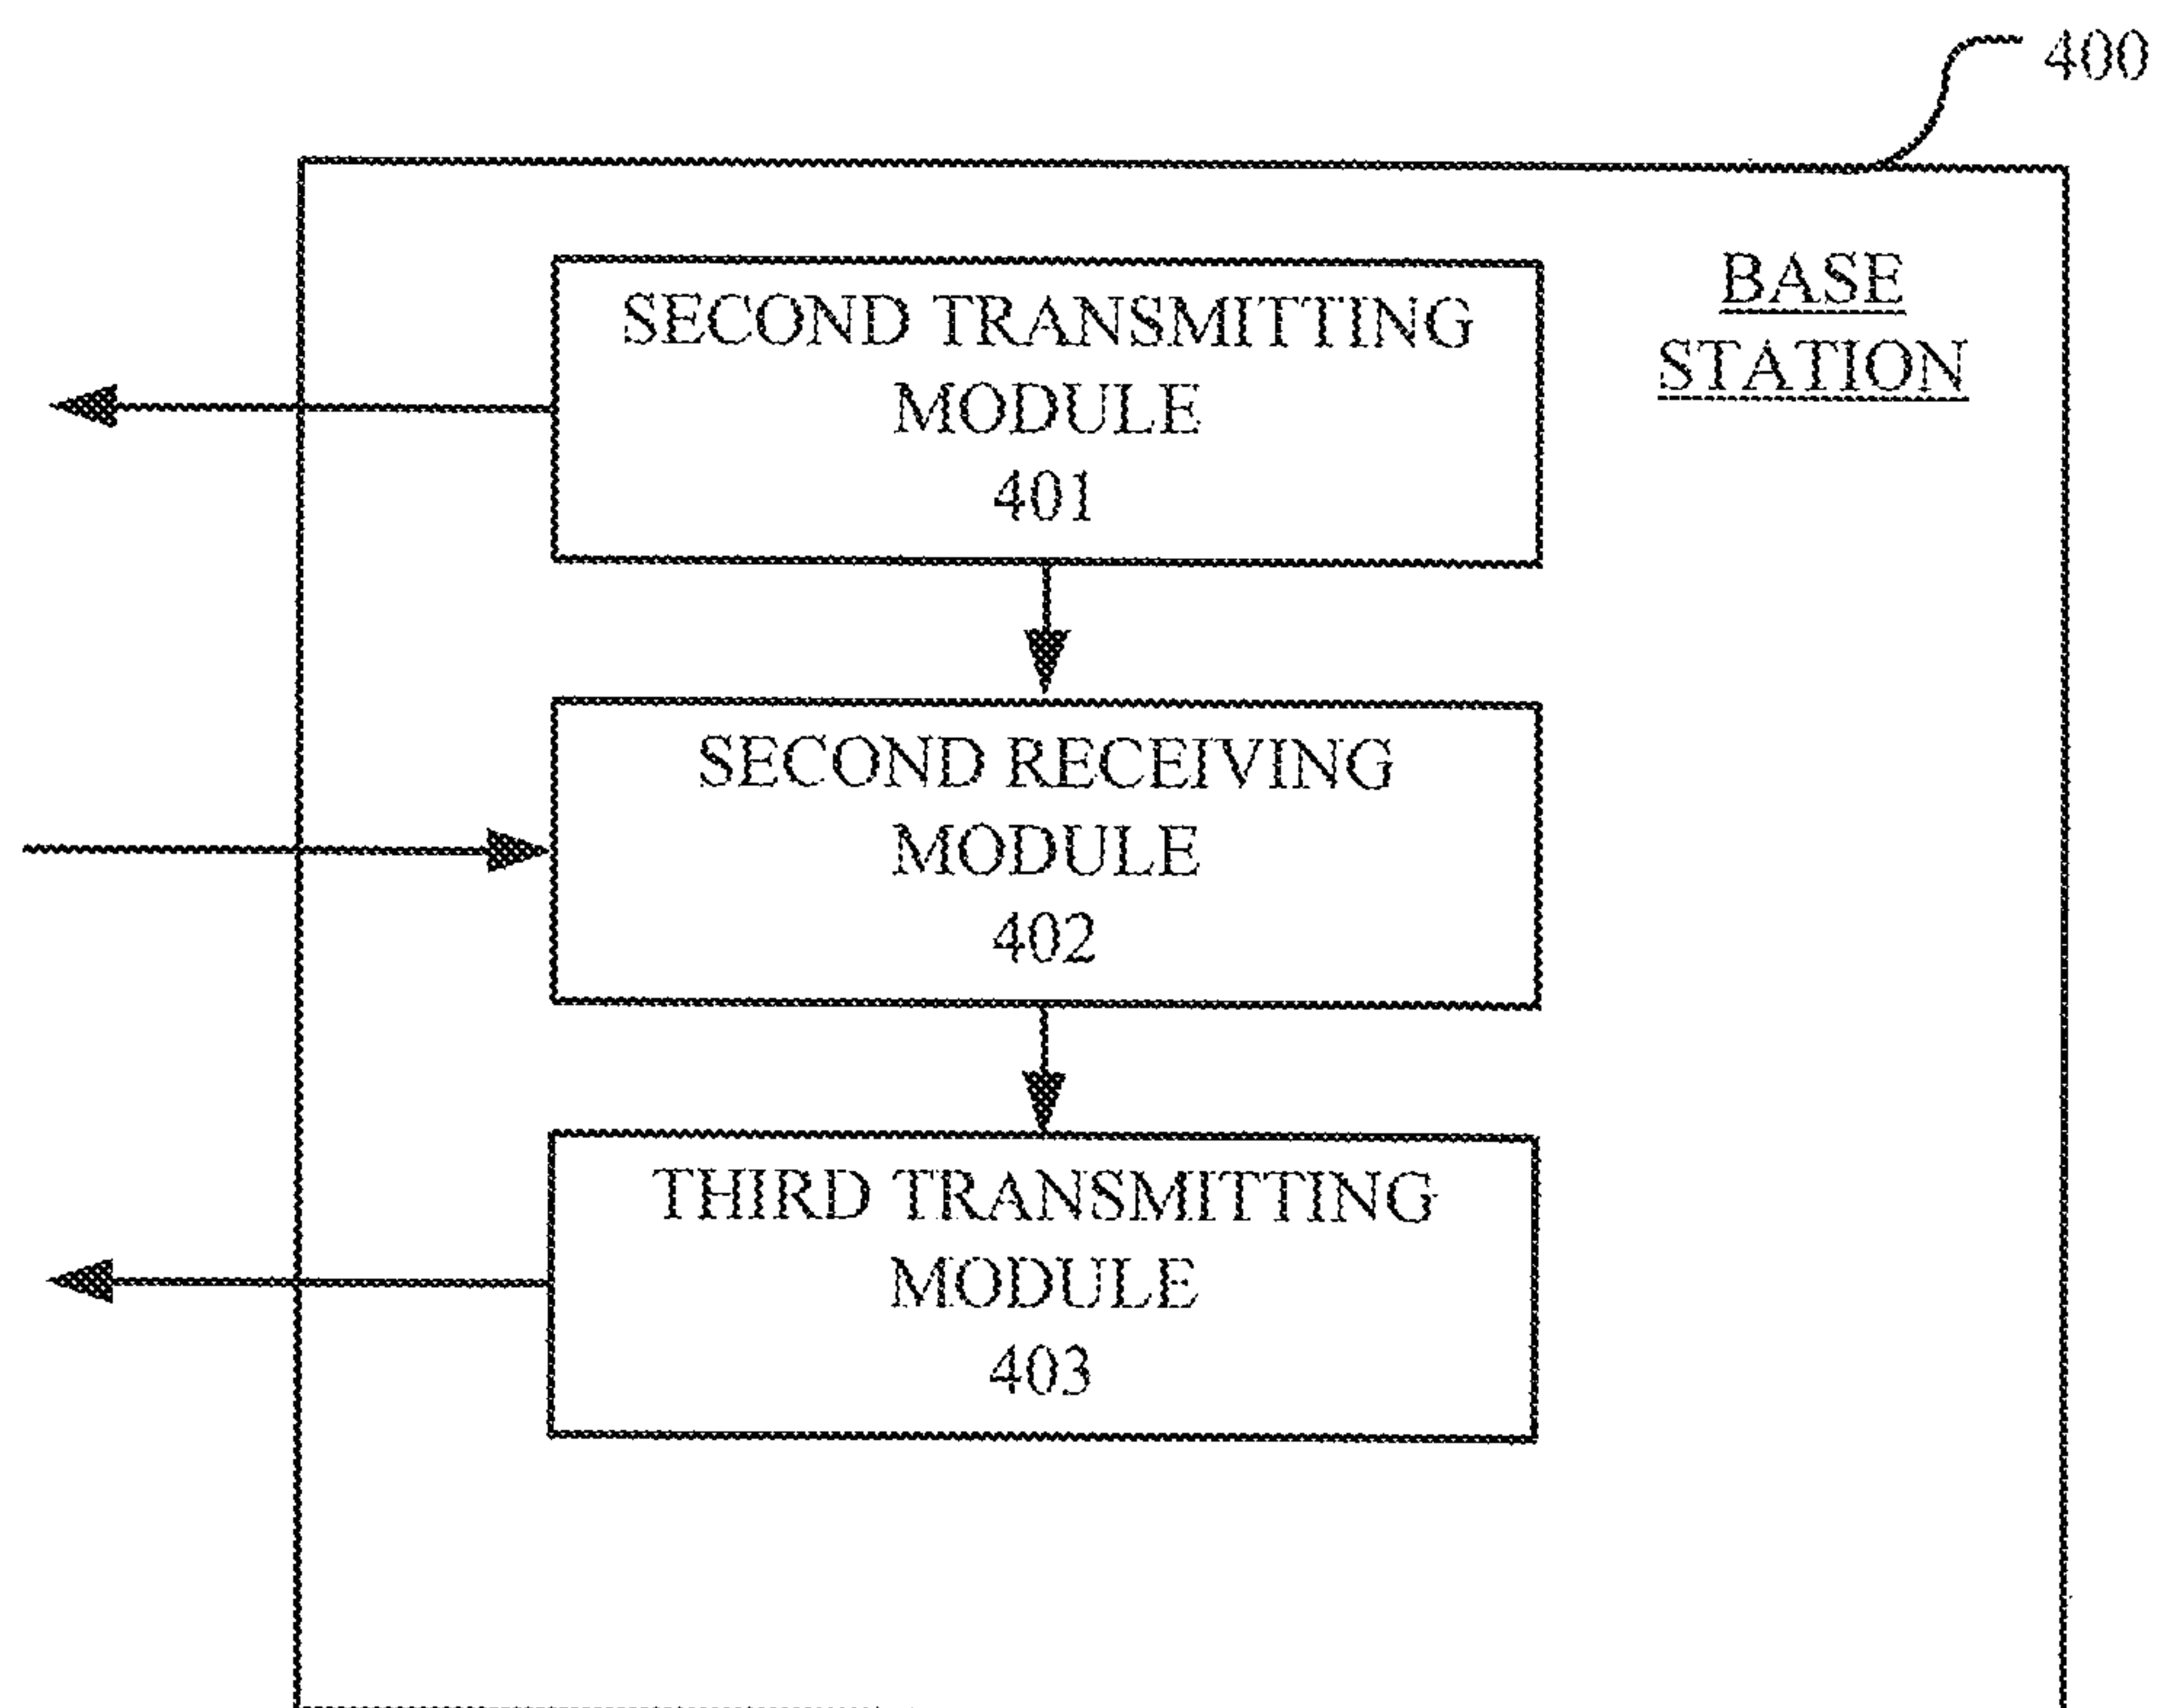 400
BASE
STATION
SECOND TRANSMITTING
MODULE
401
SECOND RECEIVING
MODULE
402
THIRD TRANSMITTING
MODULE
403